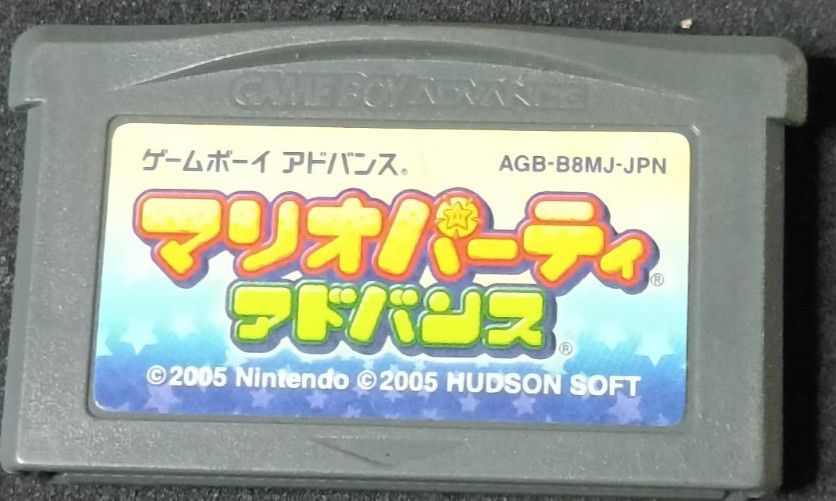 GAME BOY ADVANCE
ゲームボーイ アドバンス® AGB-B8MJ-JPN
マリオパーティ®
アドバンス®
©2005 Nintendo ©2005 HUDSON SOFT